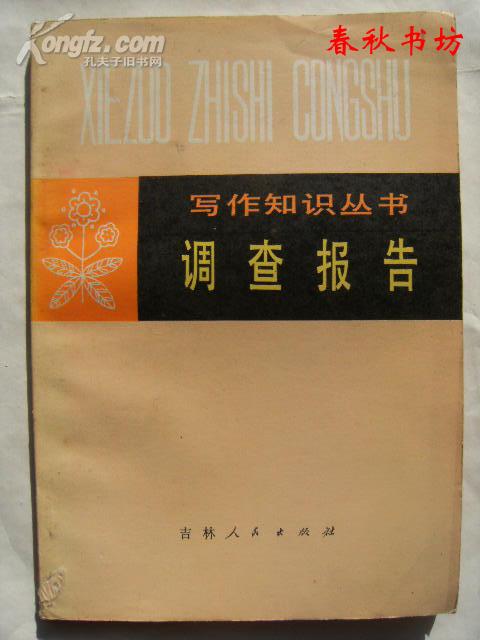 Kongfz.com
孔夫子旧书网
春秋书坊
XIEZUO ZHISHI CONGSHU
写作知识丛书
调查报告
吉林人民出版社